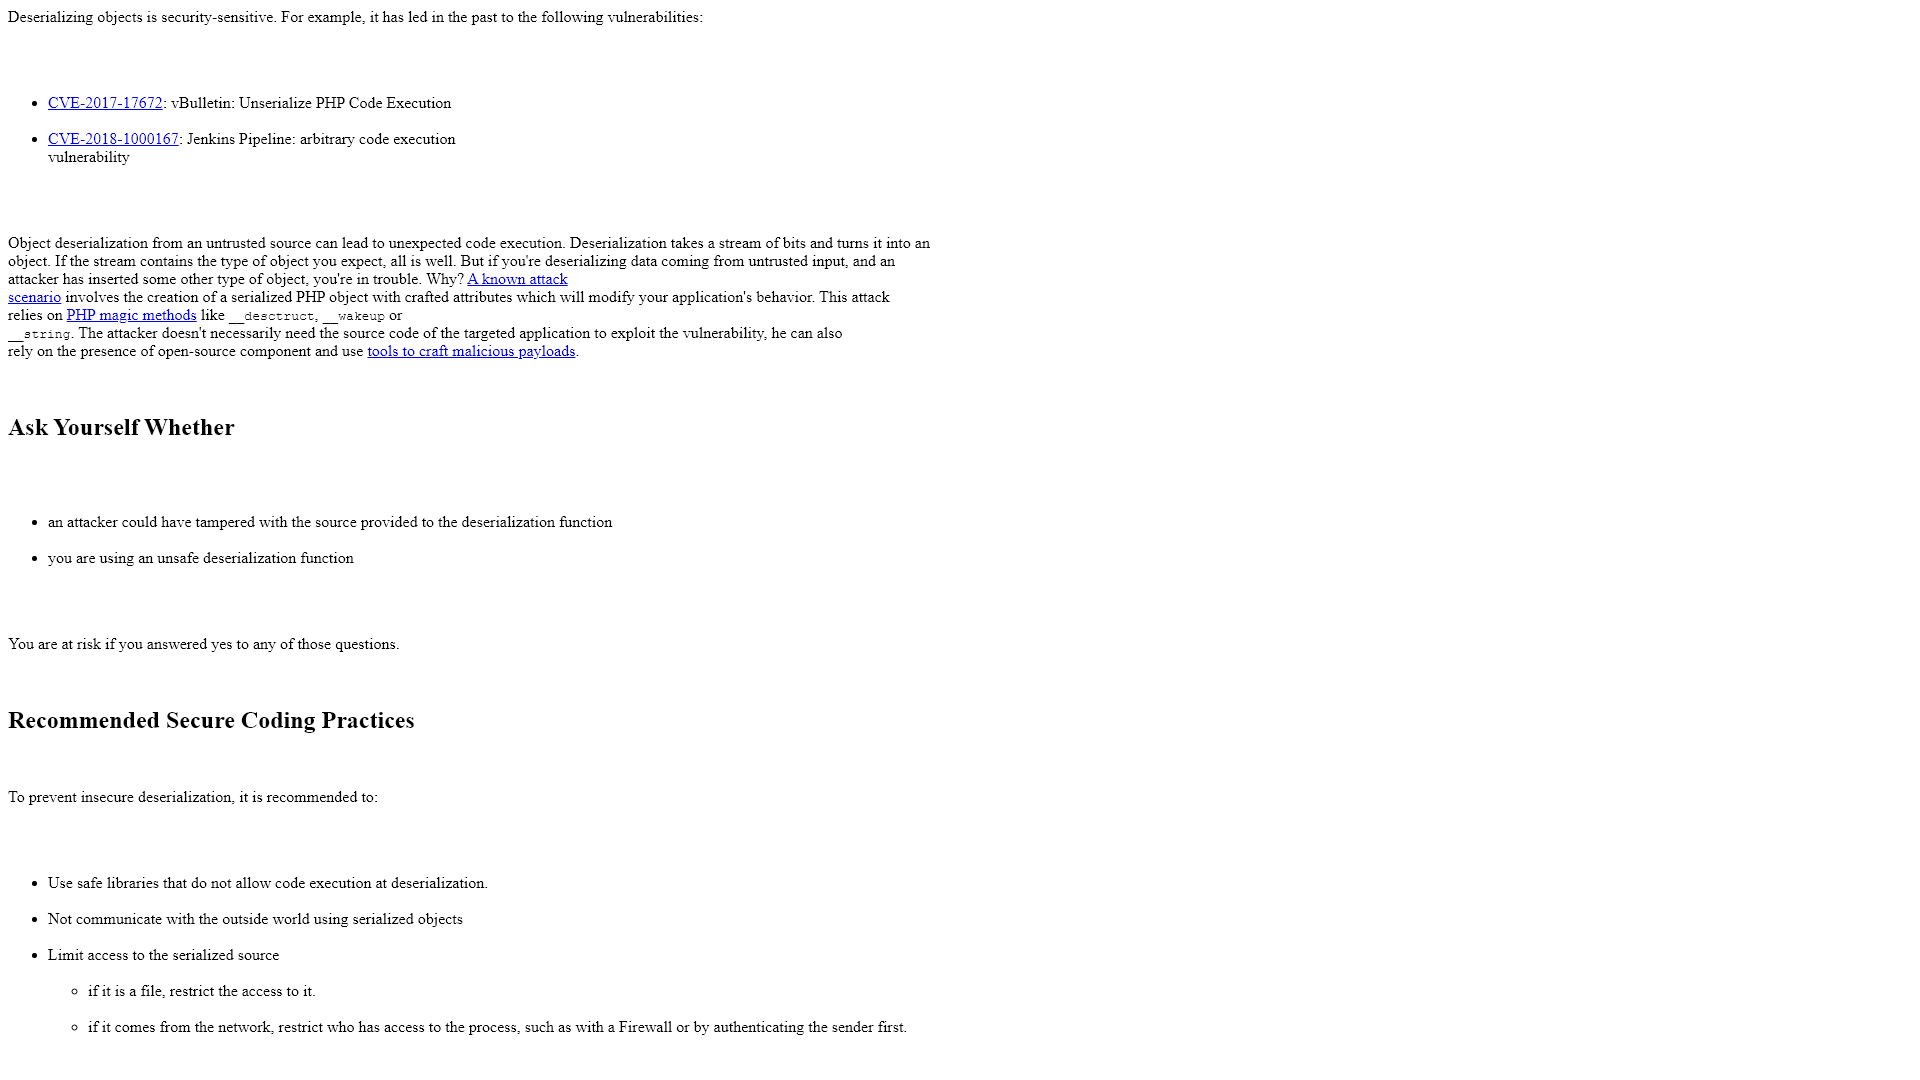 Deserializing objects is security-sensitive. For example, it has led in the past to the following vulnerabilities:
CVE-2017-17672: vBulletin: Unserialize PHP Code Execution
CVE-2018-1000167: Jenkins Pipeline: arbitrary code execution
vulnerability
Object deserialization from an untrusted source can lead to unexpected code execution. Deserialization takes a stream of bits and turns it into an
object. If the stream contains the type of object you expect, all is well. But if you're deserializing data coming from untrusted input, and an
attacker has inserted some other type of object, you're in trouble. Why? A known attack
scenario involves the creation of a serialized PHP object with crafted attributes which will modify your application's behavior. This attack
relies on PHP magic methods like __desctruct, __wakeup or
__string. The attacker doesn't necessarily need the source code of the targeted application to exploit the vulnerability, he can also
rely on the presence of open-source component and use tools to craft malicious payloads.
Ask Yourself Whether
an attacker could have tampered with the source provided to the deserialization function
you are using an unsafe deserialization function
You are at risk if you answered yes to any of those questions.
Recommended Secure Coding Practices
To prevent insecure deserialization, it is recommended to:
Use safe libraries that do not allow code execution at deserialization.
Not communicate with the outside world using serialized objects
Limit access to the serialized source
if it is a file, restrict the access to it.
if it comes from the network, restrict who has access to the process, such as with a Firewall or by authenticating the sender first.